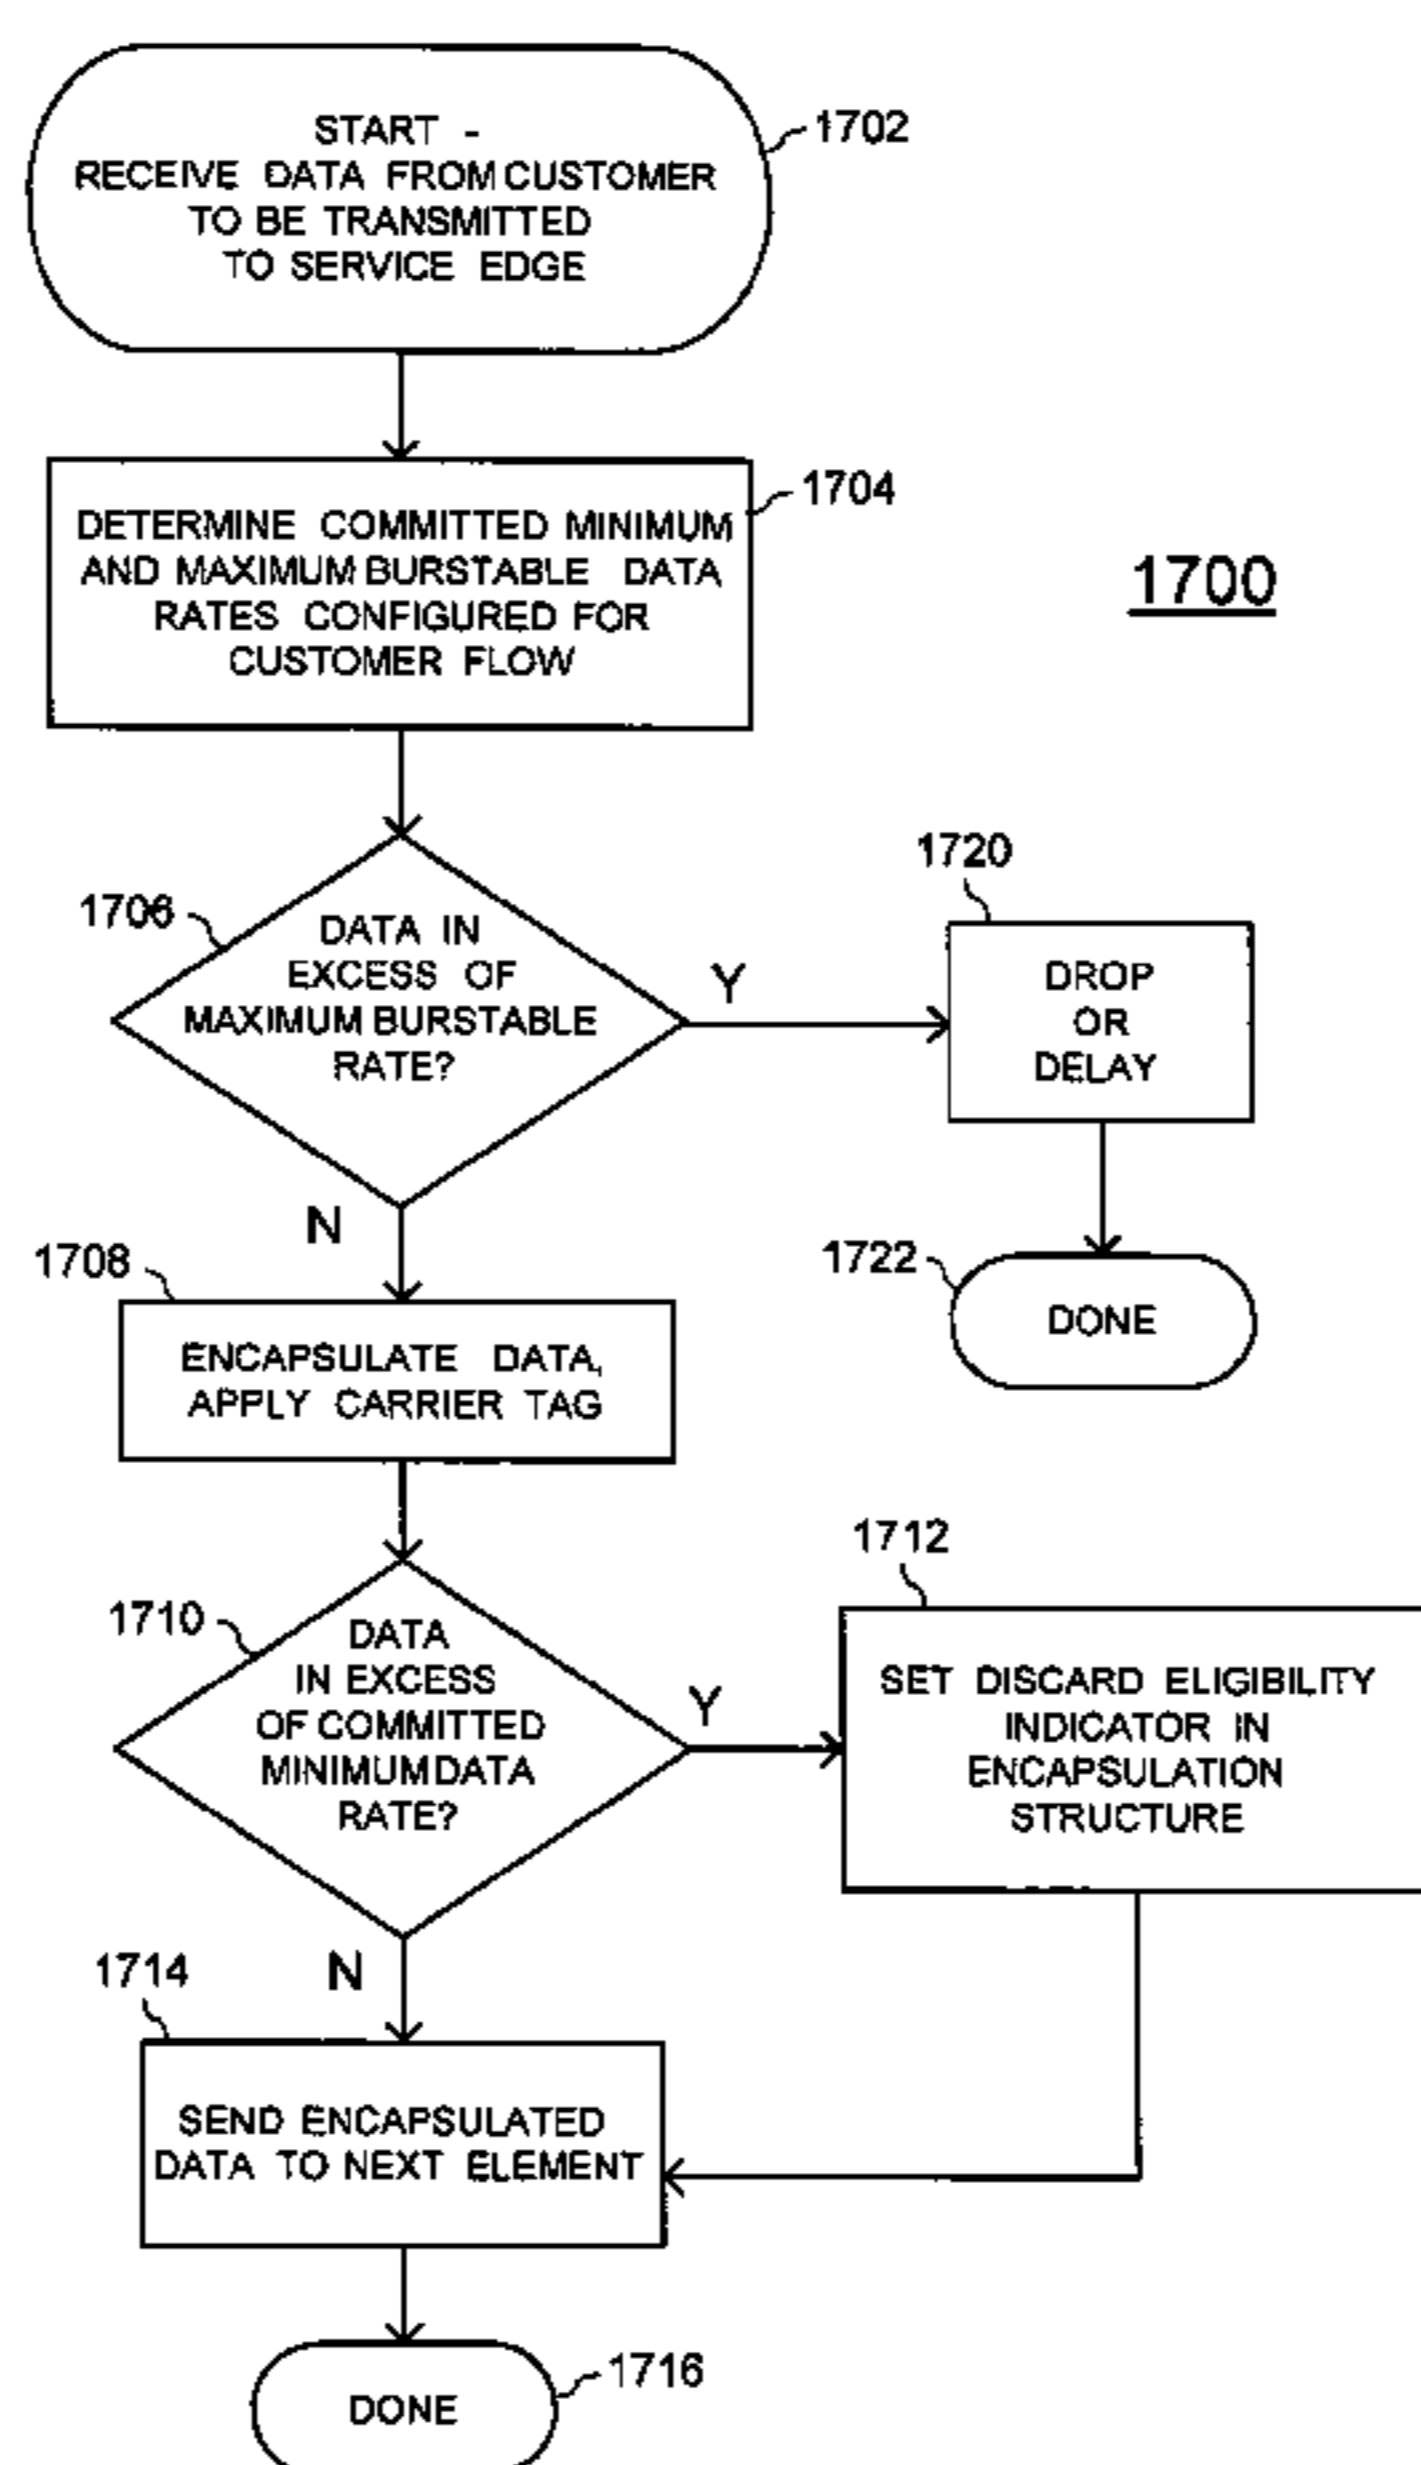 START -
RECEIVE DATA FROM CUSTOMER
TO BE TRANSMITTED
TO SERVICE EDGE
1702
DETERMINE COMMITTED MINIMUM
AND MAXIMUM BURSTABLE DATA
RATES CONFIGURED FOR
CUSTOMER FLOW
1704
1700
1706
DATA IN
EXCESS OF
MAXIMUM BURSTABLE
RATE?
Y
N
1720
DROP
OR
DELAY
1722
DONE
1708
ENCAPSULATE DATA,
APPLY CARRIER TAG
1710
DATA
IN EXCESS
OF COMMITTED
MINIMUM DATA
RATE?
Y
N
1712
SET DISCARD ELIGIBILITY
INDICATOR IN
ENCAPSULATION
STRUCTURE
1714
SEND ENCAPSULATED
DATA TO NEXT ELEMENT
DONE
1716